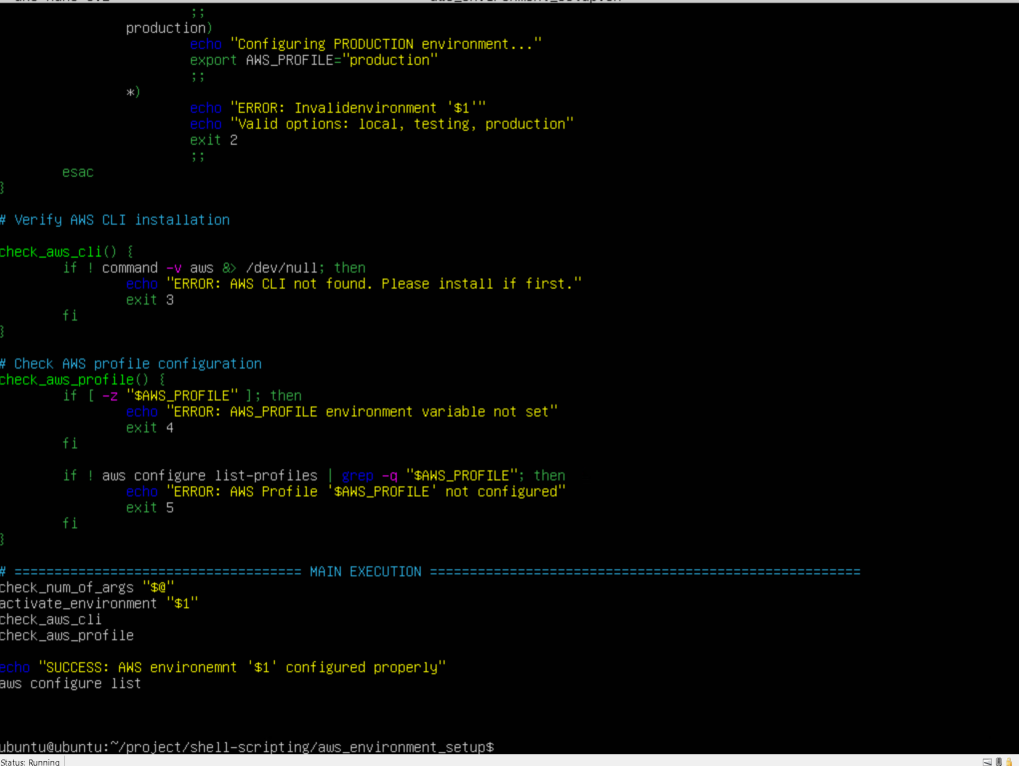 ;;
production)
echo "Configuring PRODUCTION environment..."
export AWS_PROFILE="production"
;;
*)
echo "ERROR: Invalidenvironment '$1'"
echo "Valid options: local, testing, production"
exit 2
;;
esac
}
# Verify AWS CLI installation
check_aws_cli() {
if ! command -v aws &> /dev/null; then
echo "ERROR: AWS CLI not found. Please install if first."
exit 3
fi
}
# Check AWS profile configuration
check_aws_profile() {
if [ -z "$AWS_PROFILE" ]; then
echo "ERROR: AWS_PROFILE environment variable not set"
exit 4
fi
if ! aws configure list-profiles | grep -q "$AWS_PROFILE"; then
echo "ERROR: AWS Profile '$AWS_PROFILE' not configured"
exit 5
fi
}
# ==================================== MAIN EXECUTION ======================================================
check_num_of_args "$@"
activate_environment "$1"
check_aws_cli
check_aws_profile
echo "SUCCESS: AWS environemnt '$1' configured properly"
aws configure list
ubuntu@ubuntu:~/project/shell-scripting/aws_environment_setup$
Status: Running